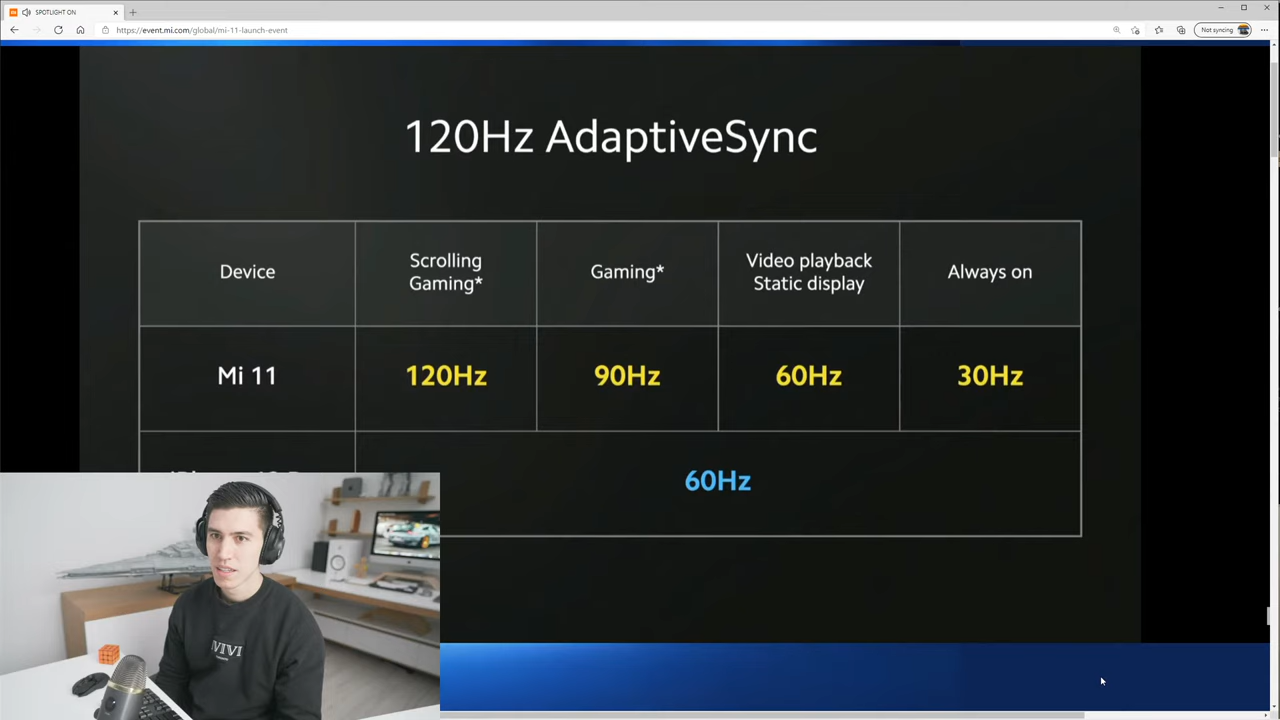 SPOTLIGHT ON
https://event.mi.com/global/mi-11-launch-event
Not syncing
120Hz AdaptiveSync
Device
Scrolling
Gaming*
Gaming*
Video playback
Static display
Always on
Mi 11
120Hz
90Hz
60Hz
30Hz
60Hz